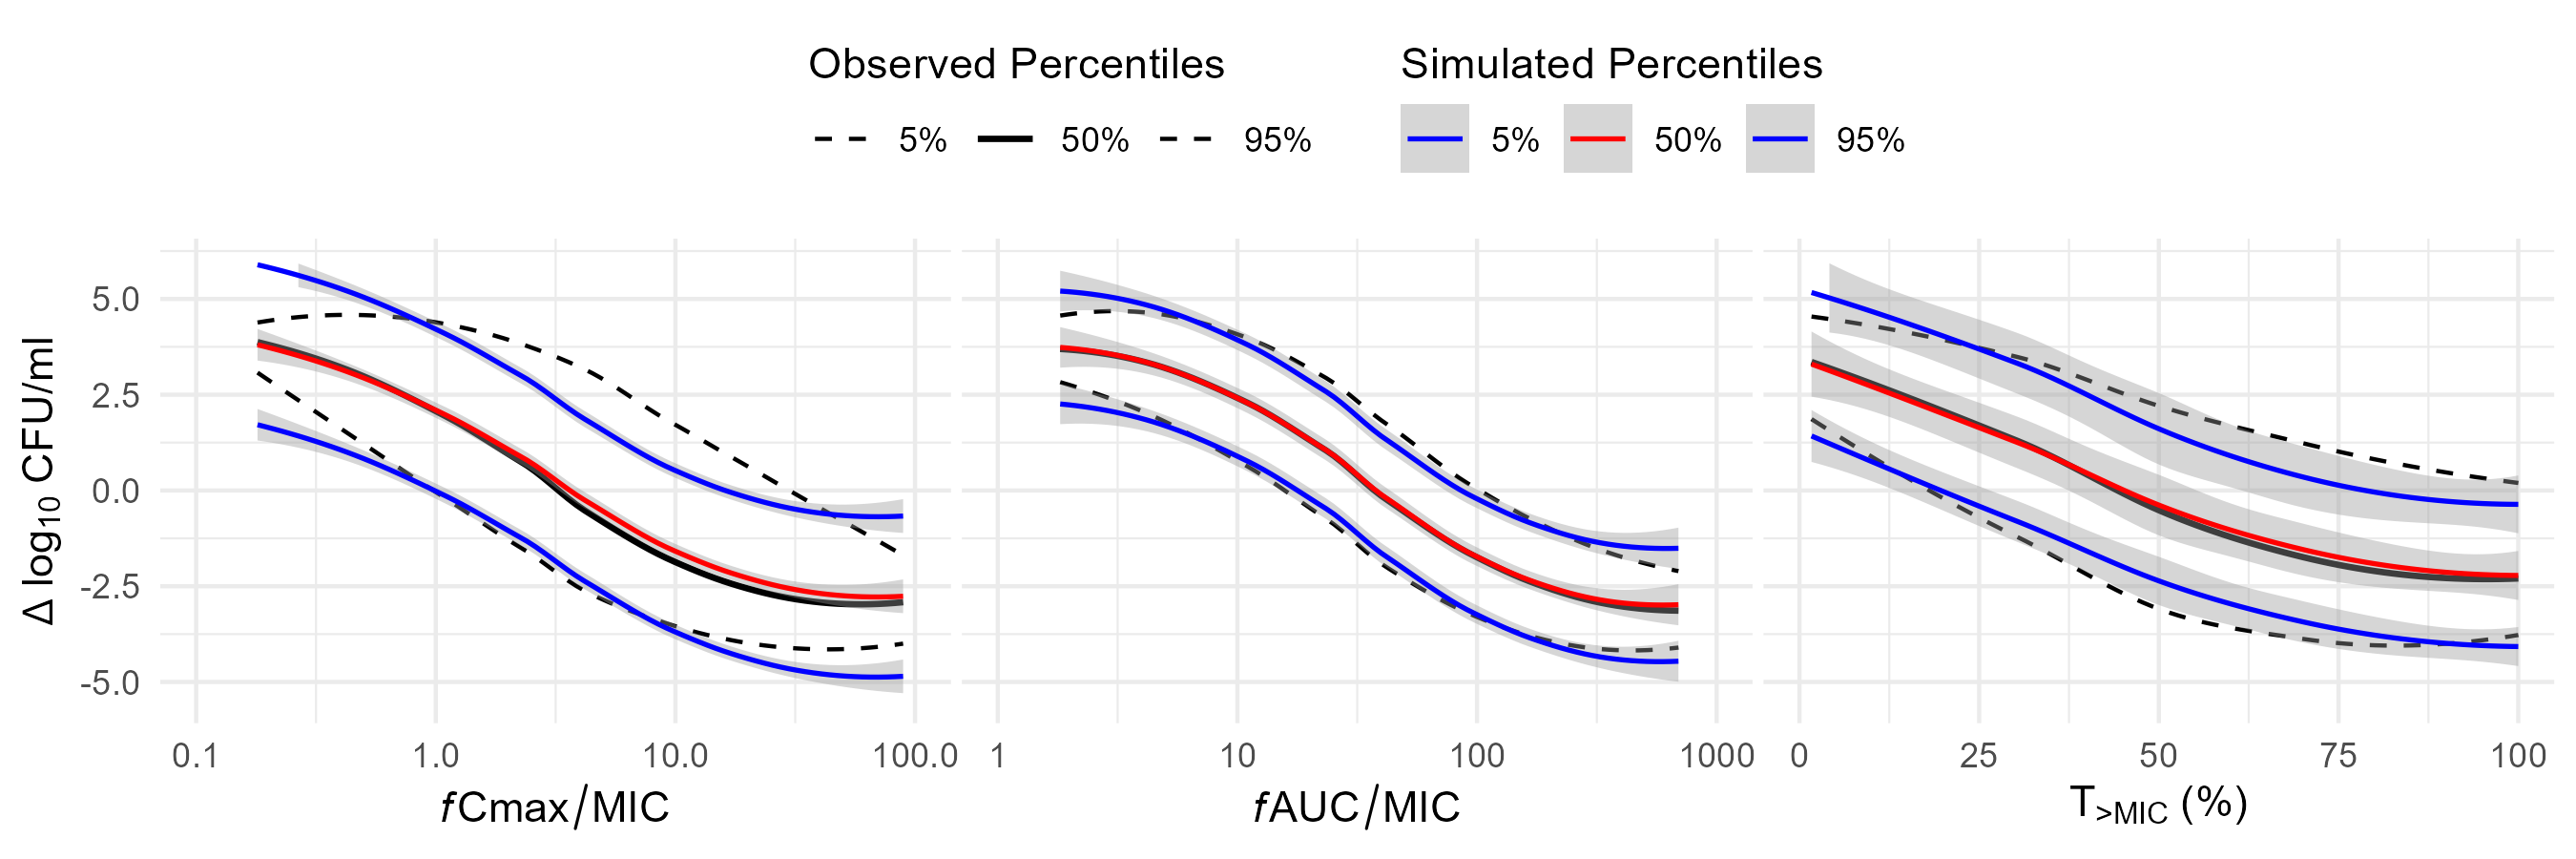 Observed Percentiles
5% 50% 95%
Simulated Percentiles
5% 50% 95%
Δ log₁₀ CFU/ml
5.0
2.5
0.0
-2.5
-5.0
0.1 1.0 10.0 100.0
fCmax/MIC
1 10 100 1000
fAUC/MIC
0 25 50 75 100
T>MIC (%)